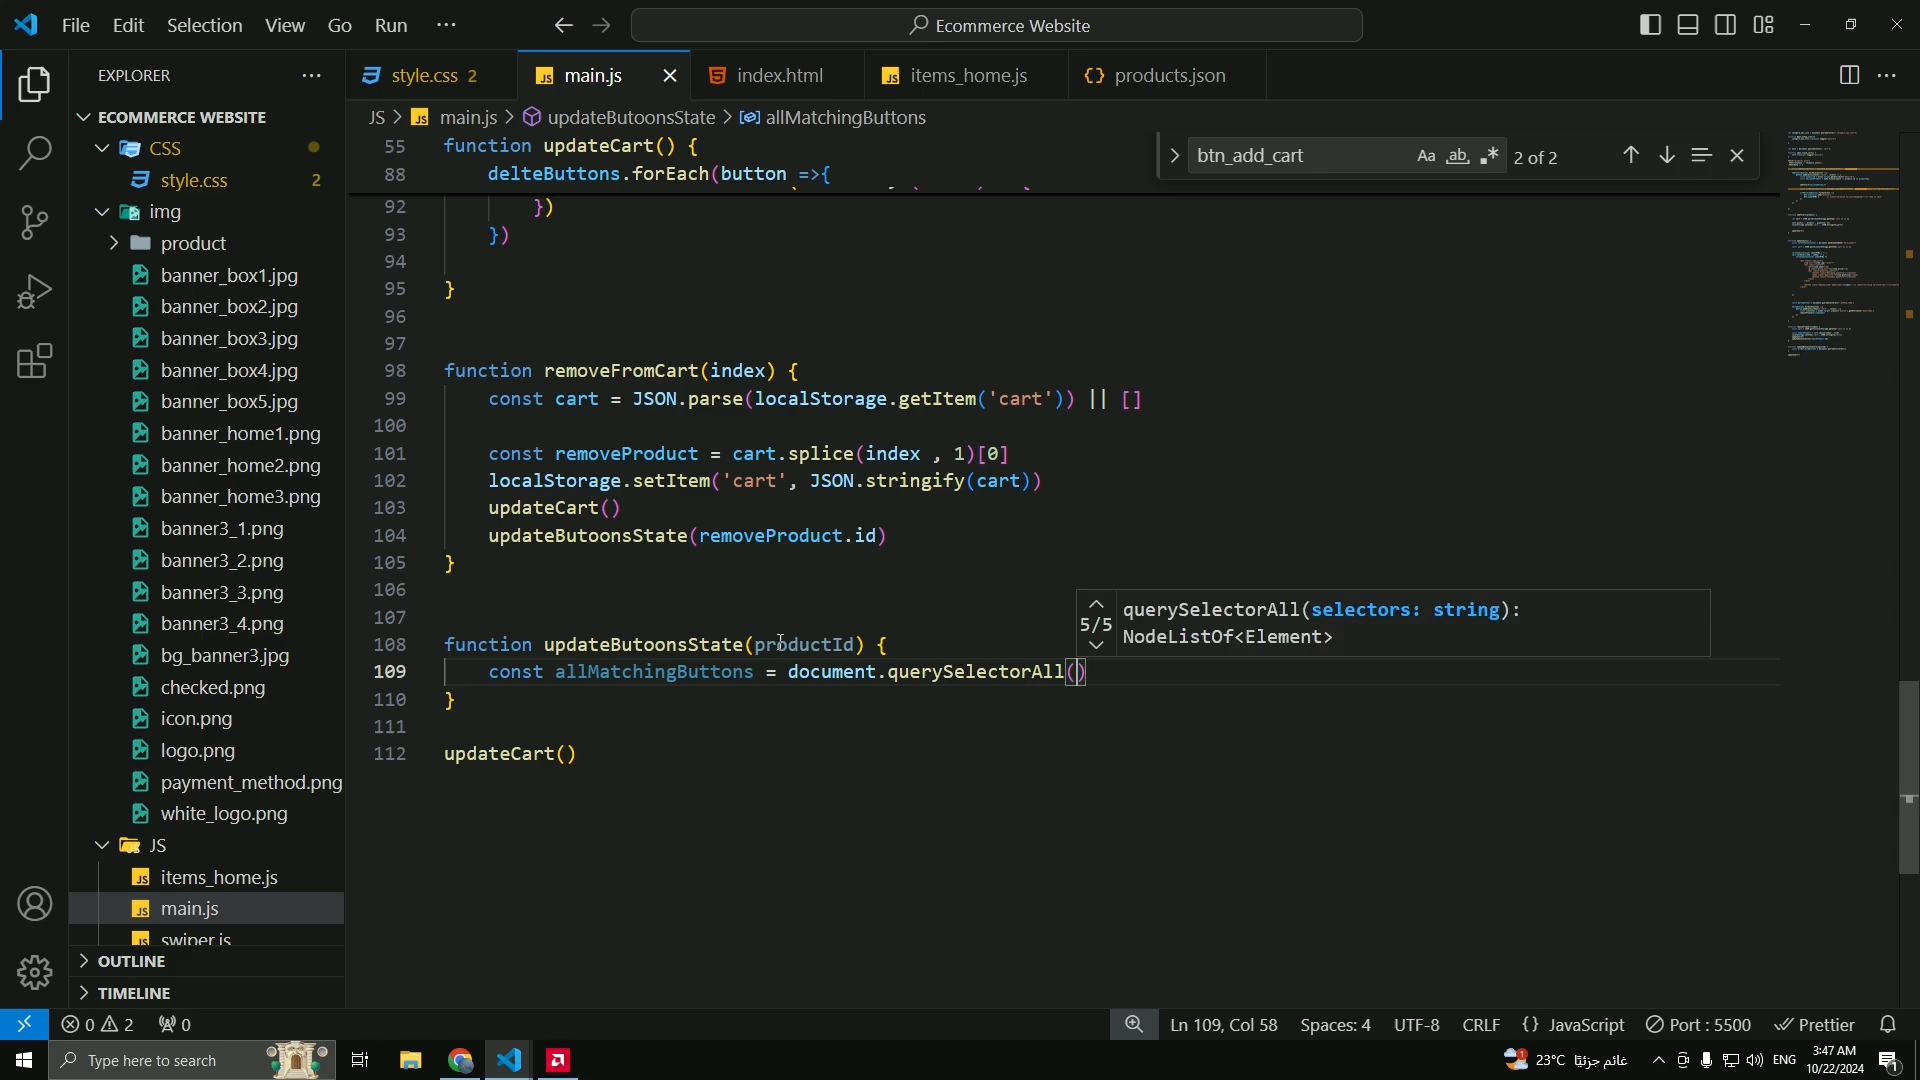 File Edit Selection View Go Run ···
Ecommerce Website
EXPLORER
ECOMMERCE WEBSITE
CSS
style.css 2
img
product
banner_box1.jpg
banner_box2.jpg
banner_box3.jpg
banner_box4.jpg
banner_box5.jpg
banner_home1.png
banner_home2.png
banner_home3.png
banner3_1.png
banner3_2.png
banner3_3.png
banner3_4.png
bg_banner3.jpg
checked.png
icon.png
logo.png
payment_method.png
white_logo.png
JS
items_home.js
main.js
swiper.js
OUTLINE
TIMELINE
style.css 2 main.js index.html items_home.js products.json
JS > main.js > updateButoonsState > allMatchingButtons
btn_add_cart Aa ab 2 of 2
55 function updateCart() {
88 delteButtons.forEach(button =>{
92 })
93 })
94
95 }
96
97
98 function removeFromCart(index) {
99 const cart = JSON.parse(localStorage.getItem('cart')) || []
100
101 const removeProduct = cart.splice(index , 1)[0]
102 localStorage.setItem('cart', JSON.stringify(cart))
103 updateCart()
104 updateButoonsState(removeProduct.id)
105 }
106
107
5/5 querySelectorAll(selectors: string):
NodeListOf<Element>
108 function updateButoonsState(productId) {
109 const allMatchingButtons = document.querySelectorAll()
110 }
111
112 updateCart()
0 2 0
Ln 109, Col 58 Spaces: 4 UTF-8 CRLF {} JavaScript Port : 5500 Prettier
Type here to search
1 23°C غائم جزئيًا ENG 3:47 AM
10/22/2024 1